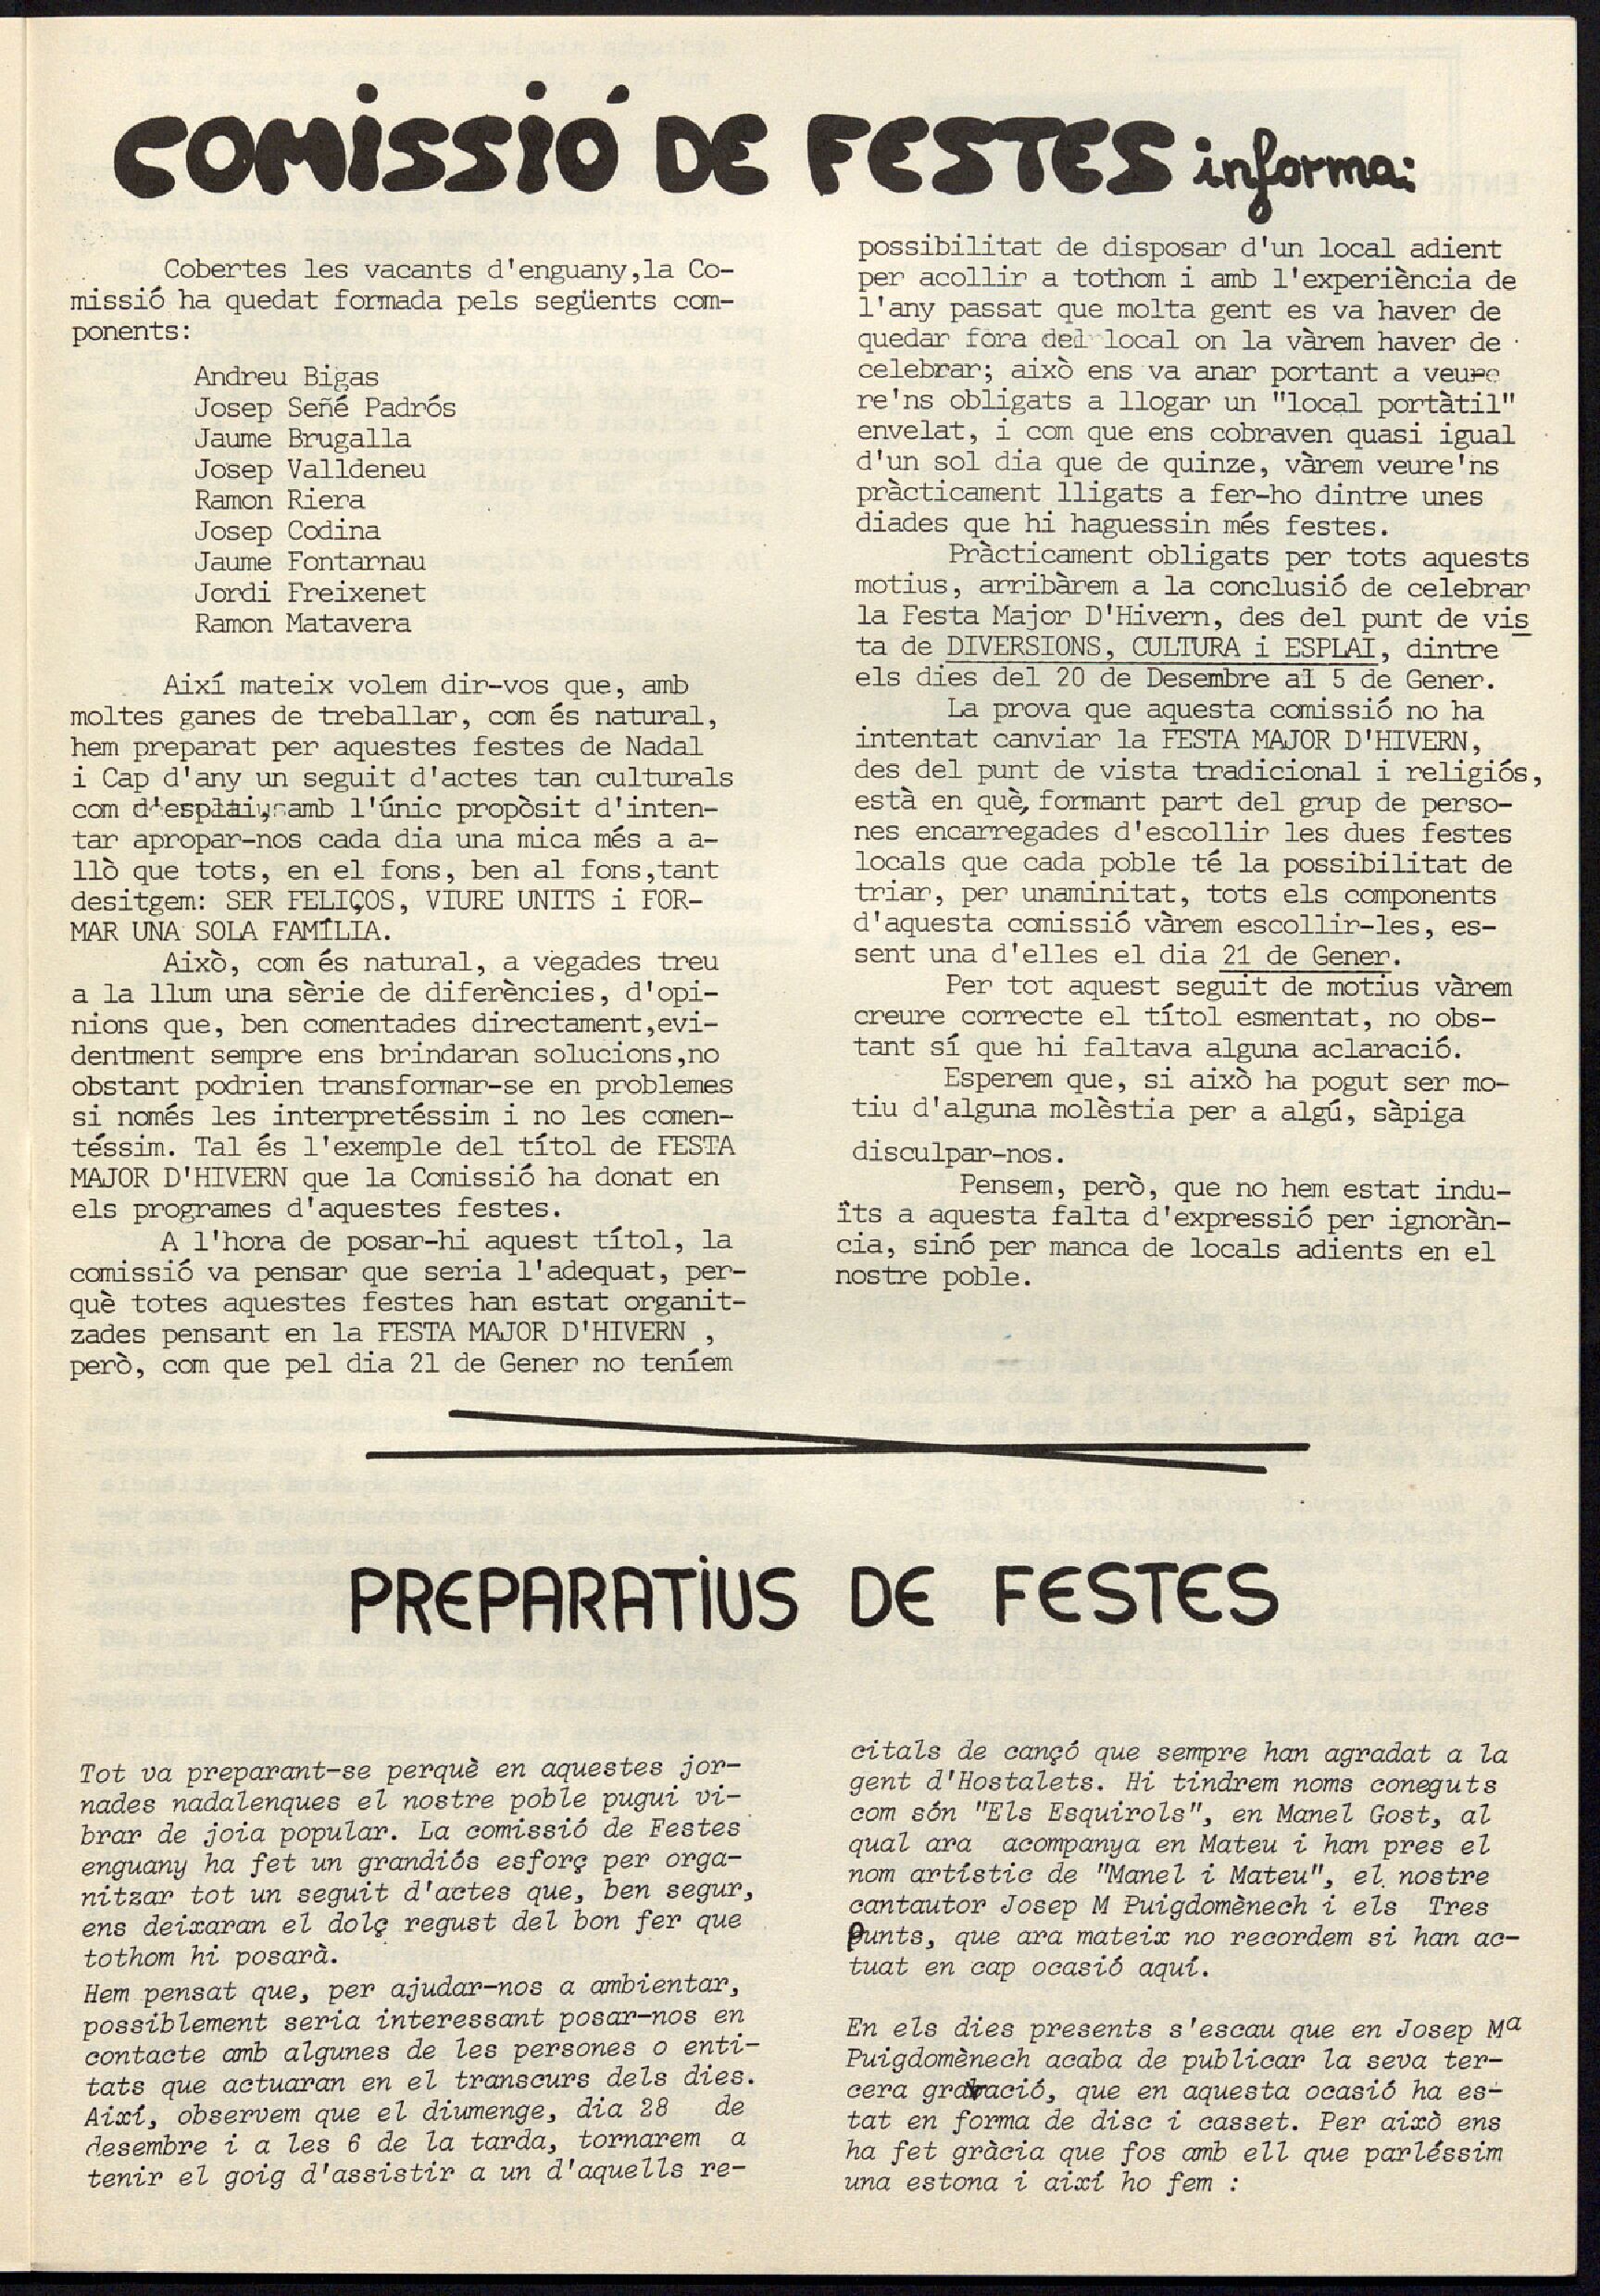 COMISSIÓ DE FESTES informa:
Cobertes les vacants d'enguany,la Co-
missió ha quedat formada pels següents com-
ponents:
Andreu Bigas
Josep Señé Padrós
Jaume Brugalla
Josep Valldeneu
Ramon Riera
Josep Codina
Jaume Fontarnau
Jordi Freixenet
Ramon Matavera
Així mateix volem dir-vos que, amb
moltes ganes de treballar, com és natural,
hem preparat per aquestes festes de Nadal
i Cap d'any un seguit d'actes tan culturals
com d'esplai, amb l'únic propòsit d'inten-
tar apropar-nos cada dia una mica més a a-
llò que tots, en el fons, ben al fons,tant
desitgem: SER FELIÇOS, VIURE UNITS i FOR-
MAR UNA SOLA FAMÍLIA.
Això, com és natural, a vegades treu
a la llum una sèrie de diferències, d'opi-
nions que, ben comentades directament,evi-
dentment sempre ens brindaran solucions,no
obstant podrien transformar-se en problemes
si només les interpretéssim i no les comen-
téssim. Tal és l'exemple del títol de FESTA
MAJOR D'HIVERN que la Comissió ha donat en
els programes d'aquestes festes.
A l'hora de posar-hi aquest títol, la
comissió va pensar que seria l'adequat, per-
què totes aquestes festes han estat organit-
zades pensant en la FESTA MAJOR D'HIVERN ,
però, com que pel dia 21 de Gener no teníem
possibilitat de disposar d'un local adient
per acollir a tothom i amb l'experiència de
l'any passat que molta gent es va haver de
quedar fora del local on la vàrem haver de
celebrar; això ens va anar portant a veure
re'ns obligats a llogar un "local portàtil"
envelat, i com que ens cobraven quasi igual
d'un sol dia que de quinze, vàrem veure'ns
pràcticament lligats a fer-ho dintre unes
diades que hi haguessin més festes.
Pràcticament obligats per tots aquests
motius, arribàrem a la conclusió de celebrar
la Festa Major D'Hivern, des del punt de vis
ta de DIVERSIONS, CULTURA i ESPLAI, dintre
els dies del 20 de Desembre al 5 de Gener.
La prova que aquesta comissió no ha
intentat canviar la FESTA MAJOR D'HIVERN,
des del punt de vista tradicional i religiós,
està en què, formant part del grup de perso-
nes encarregades d'escollir les dues festes
locals que cada poble té la possibilitat de
triar, per unaminitat, tots els components
d'aquesta comissió vàrem escollir-les, es-
sent una d'elles el dia 21 de Gener.
Per tot aquest seguit de motius vàrem
creure correcte el títol esmentat, no obs-
tant sí que hi faltava alguna aclaració.
Esperem que, si això ha pogut ser mo-
tiu d'alguna molèstia per a algú, sàpiga
disculpar-nos.
Pensem, però, que no hem estat indu-
ïts a aquesta falta d'expressió per ignoràn-
cia, sinó per manca de locals adients en el
nostre poble.
PREPARATIUS DE FESTES
Tot va preparant-se perquè en aquestes jor-
nades nadalenques el nostre poble pugui vi-
brar de joia popular. La comissió de Festes
enguany ha fet un grandiós esforç per orga-
nitzar tot un seguit d'actes que, ben segur,
ens deixaran el dolç regust del bon fer que
tothom hi posarà.
Hem pensat que, per ajudar-nos a ambientar,
possiblement seria interessant posar-nos en
contacte amb algunes de les persones o enti-
tats que actuaran en el transcurs dels dies.
Així, observem que el diumenge, dia 28 de
desembre i a les 6 de la tarda, tornarem a
tenir el goig d'assistir a un d'aquells re-
citals de cançó que sempre han agradat a la
gent d'Hostalets. Hi tindrem noms coneguts
com són "Els Esquirols", en Manel Gost, al
qual ara acompanya en Mateu i han pres el
nom artístic de "Manel i Mateu", el nostre
cantautor Josep M Puigdomènech i els Tres
Punts, que ara mateix no recordem si han ac-
tuat en cap ocasió aquí.
En els dies presents s'escau que en Josep Mª
Puigdomènech acaba de publicar la seva ter-
cera gravació, que en aquesta ocasió ha es-
tat en forma de disc i casset. Per això ens
ha fet gràcia que fos amb ell que parléssim
una estona i així ho fem :